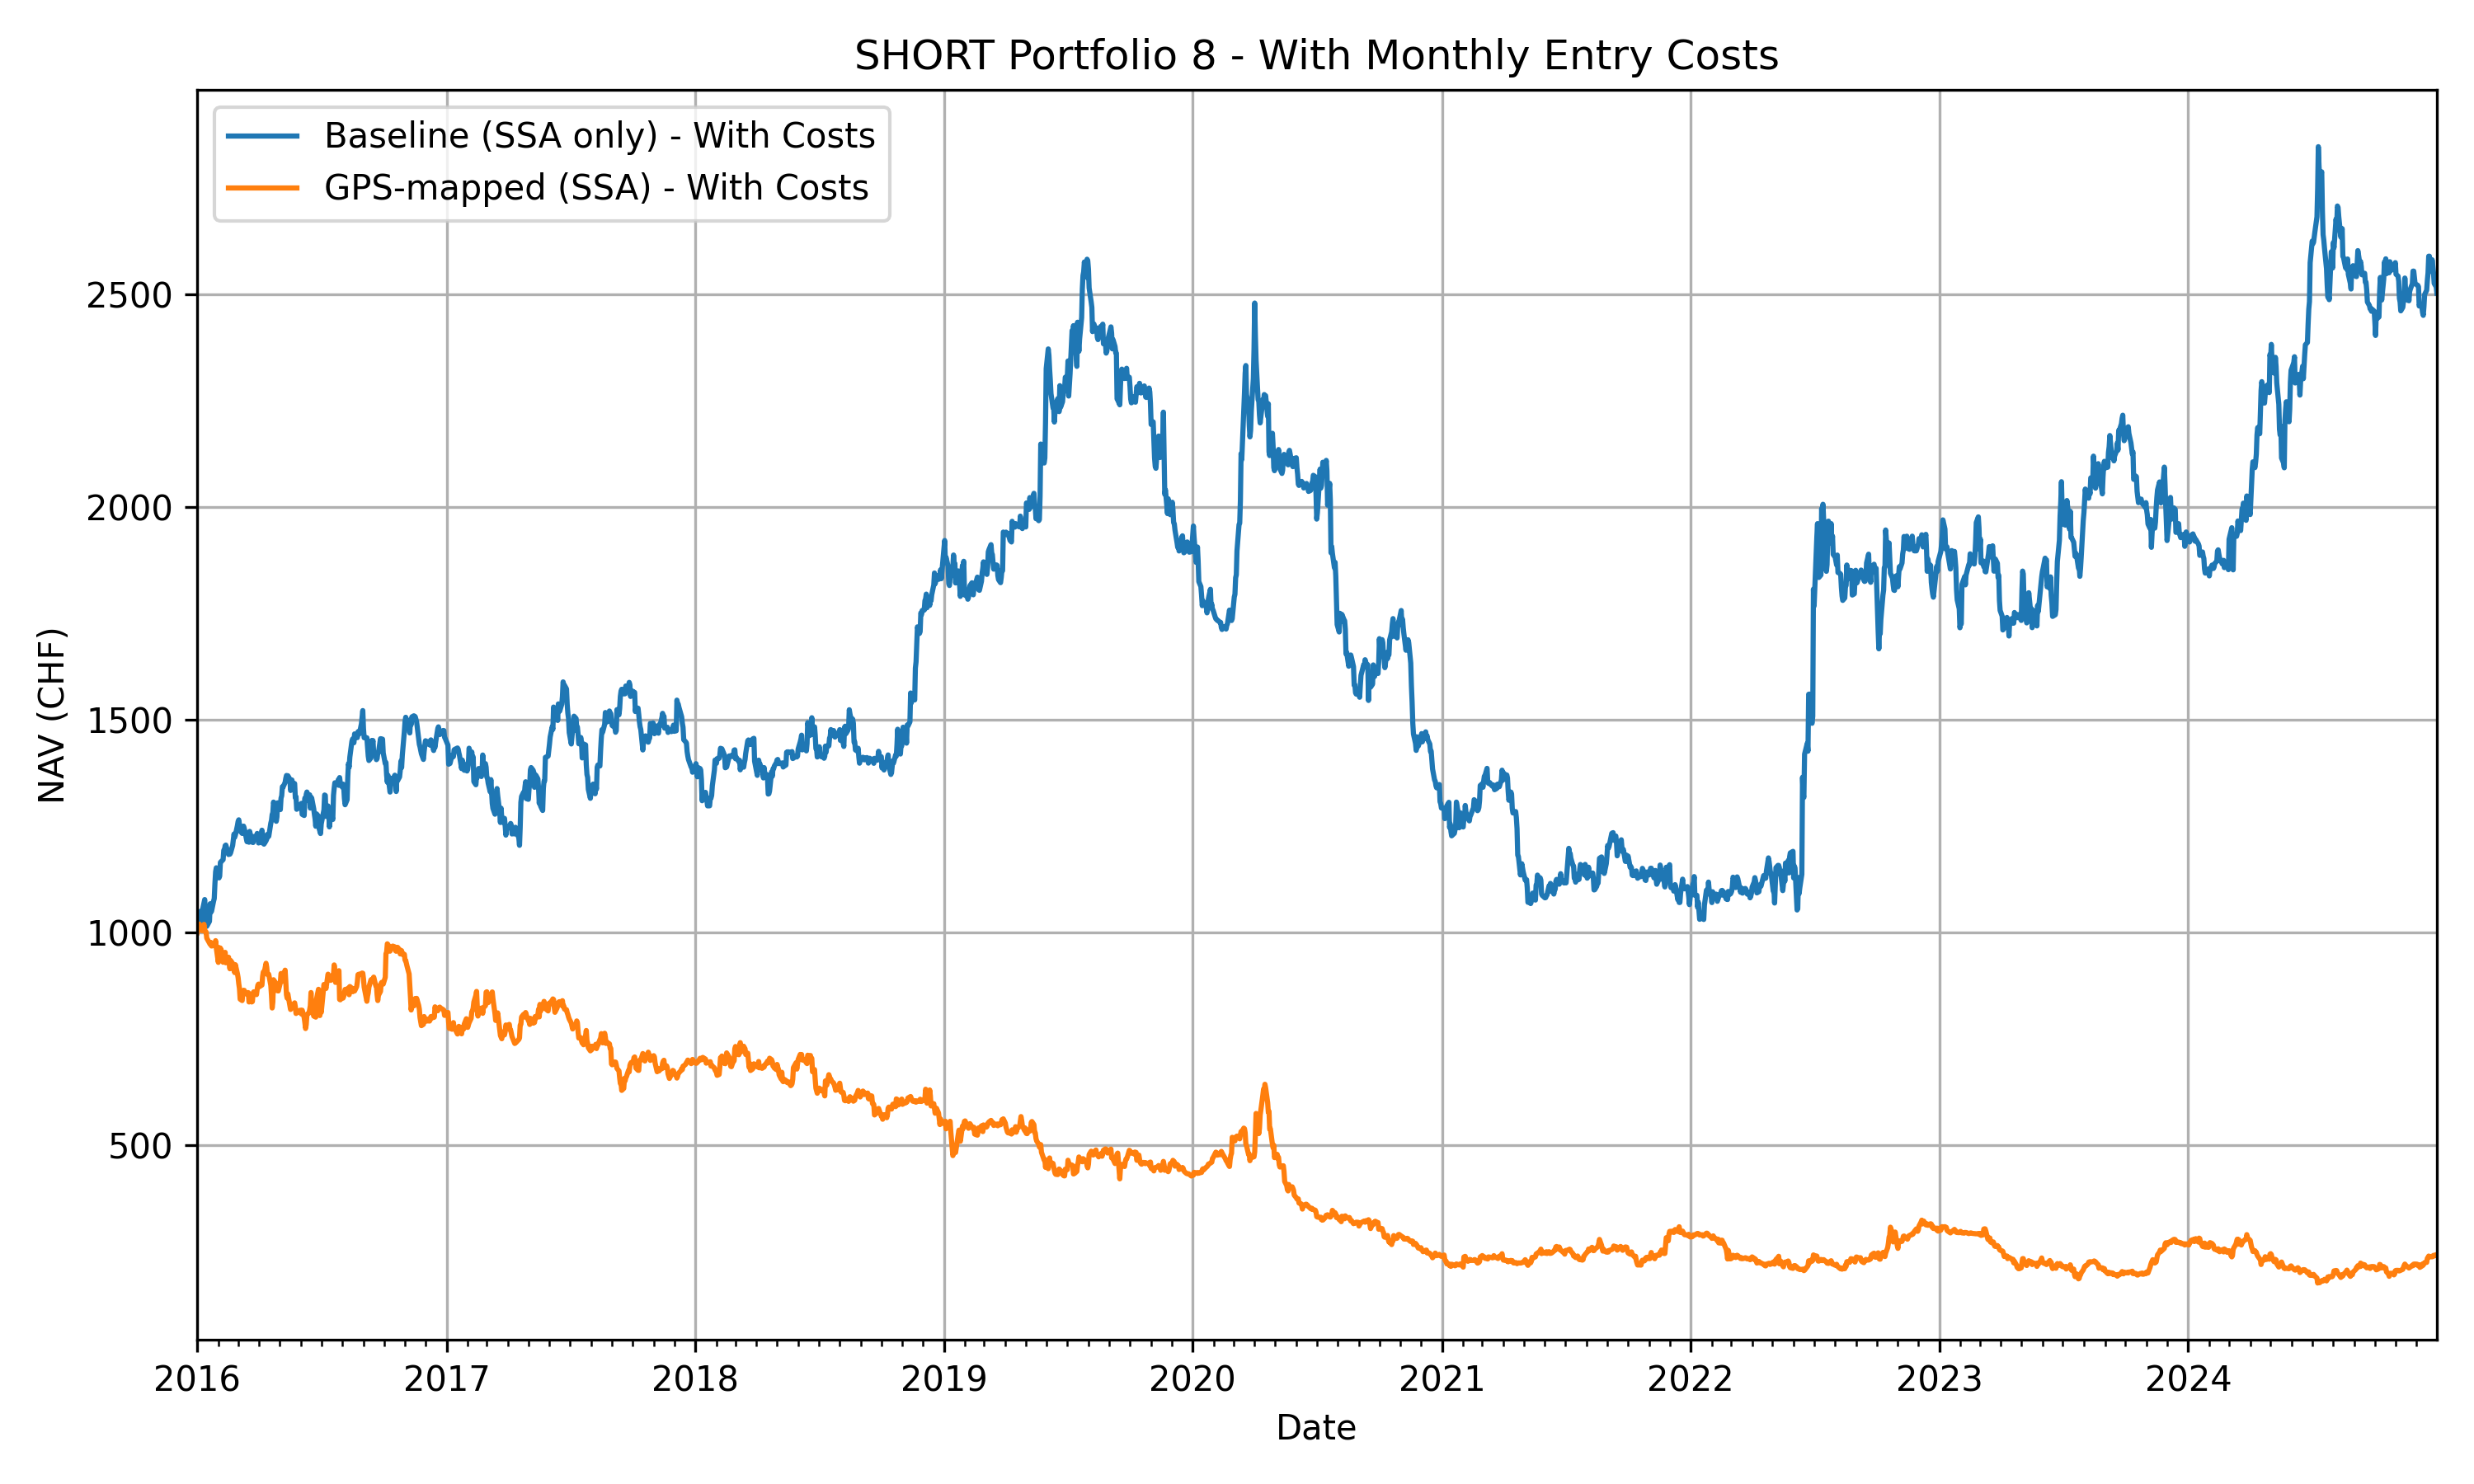 SHORT Portfolio 8 - With Monthly Entry Costs
Baseline (SSA only) - With Costs
GPS-mapped (SSA) - With Costs
NAV (CHF)
2500
2000
1500
1000
500
2016 2017 2018 2019 2020 2021 2022 2023 2024
Date